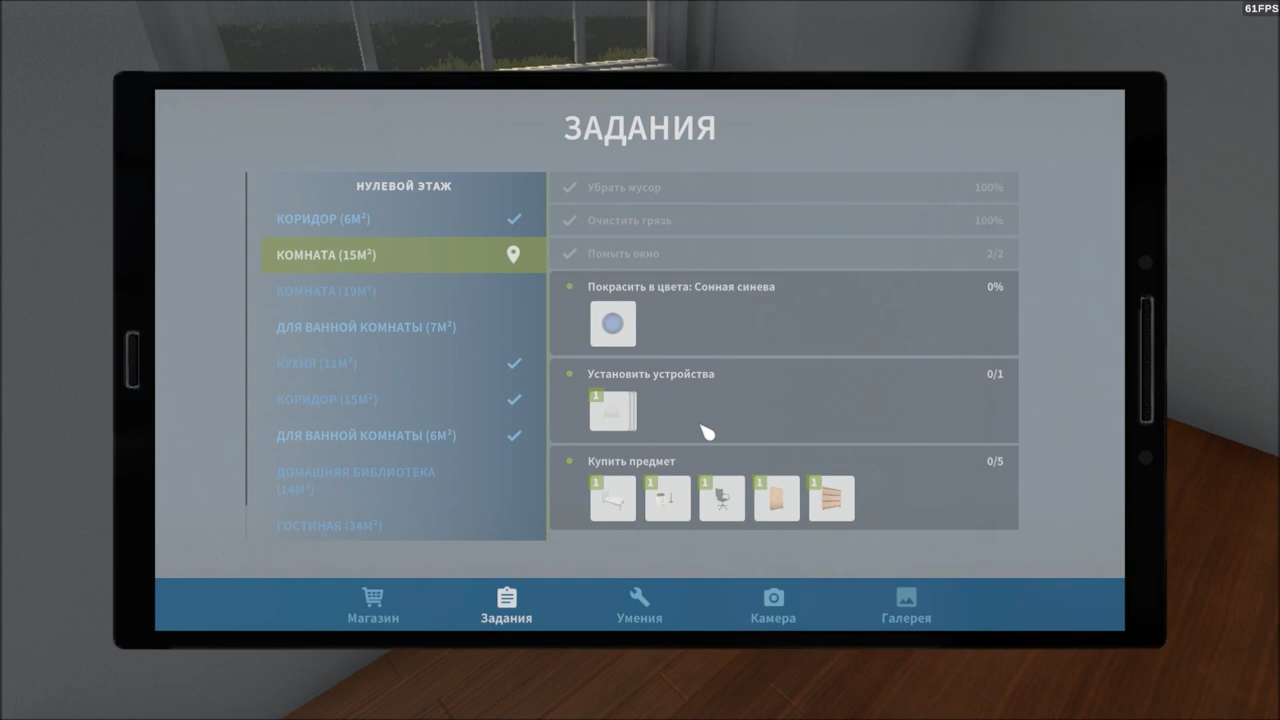 61FPS
ЗАДАНИЯ
НУЛЕВОЙ ЭТАЖ
КОРИДОР (6М²)
КОМНАТА (15М²)
КОМНАТА (19М²)
ДЛЯ ВАННОЙ КОМНАТЫ (7М²)
КУХНЯ (11М²)
КОРИДОР (15М²)
ДЛЯ ВАННОЙ КОМНАТЫ (6М²)
ДОМАШНЯЯ БИБЛИОТЕКА
(14М²)
ГОСТИНАЯ (34М²)
Убрать мусор 100%
Очистить грязь 100%
Помыть окно 2/2
Покрасить в цвета: Сонная синева 0%
Установить устройства 0/1
1
Купить предмет 0/5
1 1 1 1 1
Магазин Задания Умения Камера Галерея